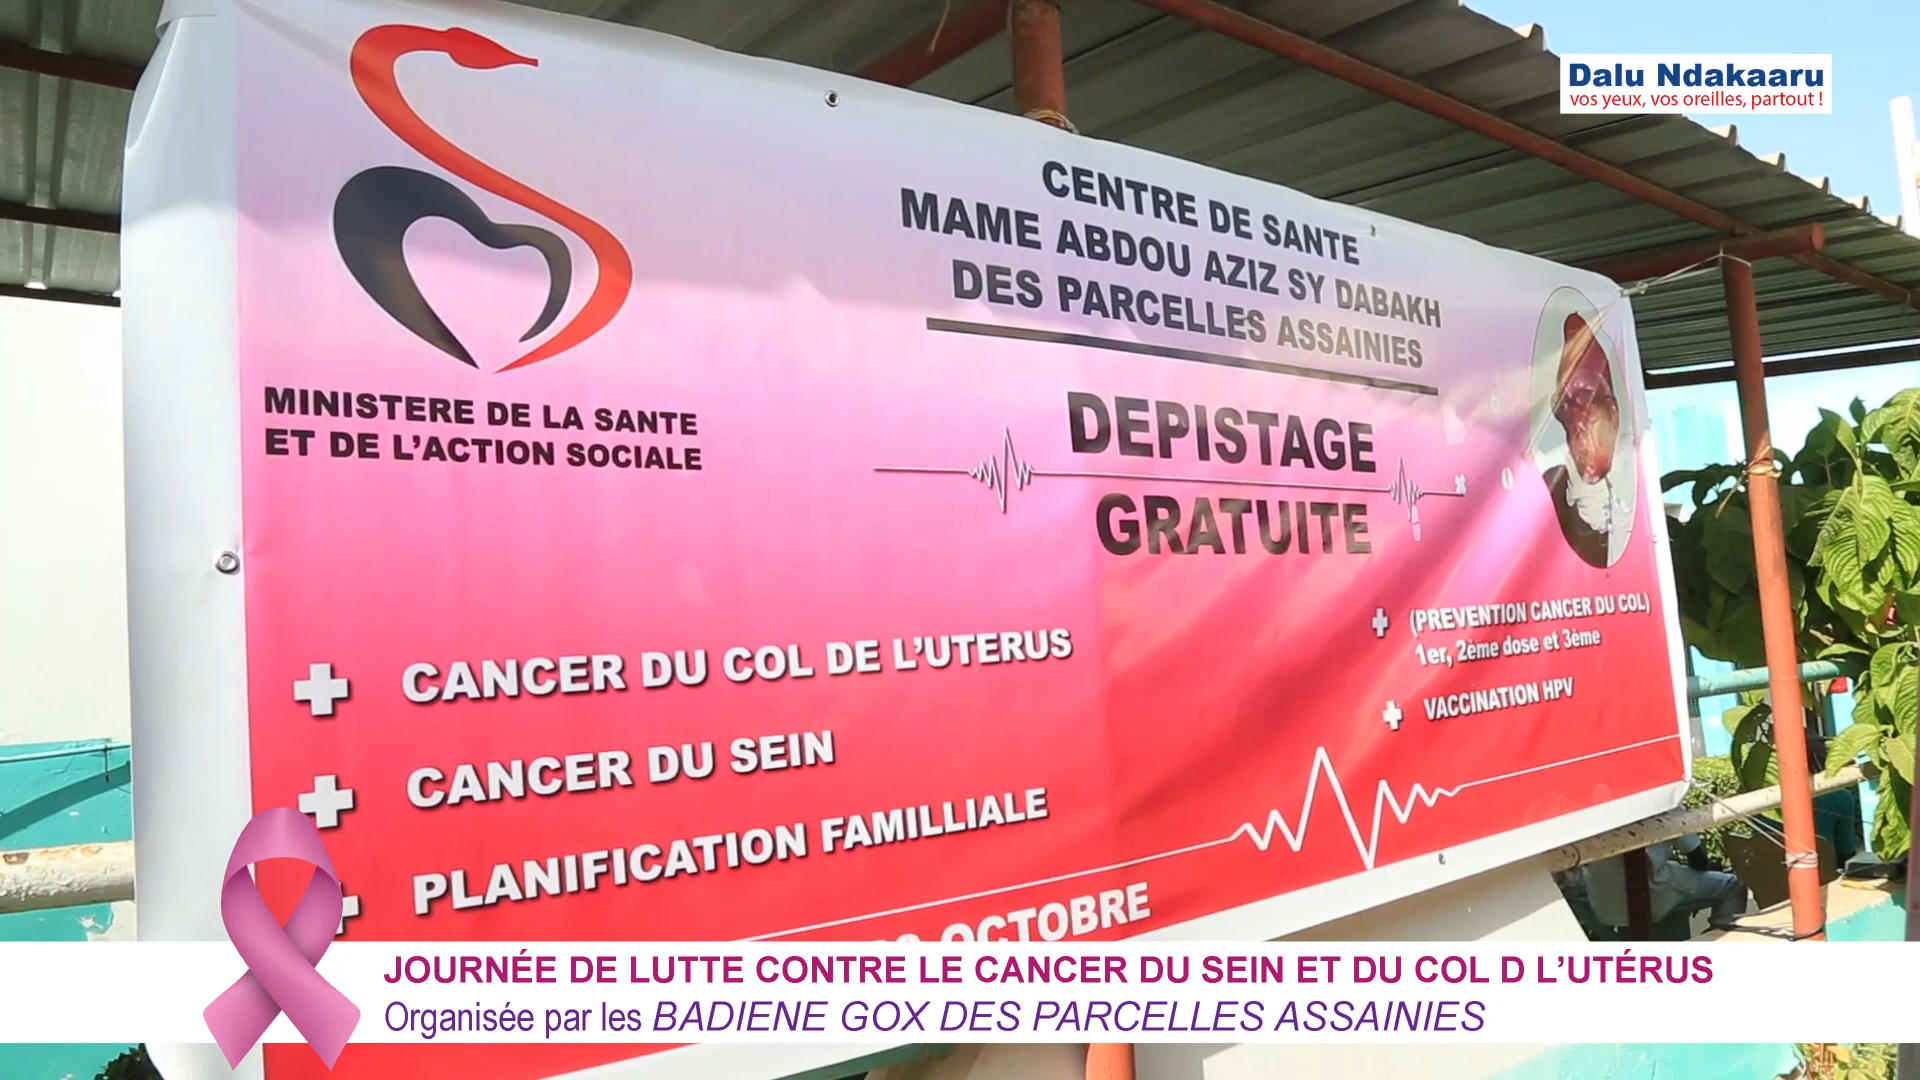 Dalu Ndakaaru
vos yeux, vos oreilles, partout !
CENTRE DE SANTE
MAME ABDOU AZIZ SY DABAKH
DES PARCELLES ASSAINIES
MINISTERE DE LA SANTE
ET DE L'ACTION SOCIALE
DEPISTAGE
GRATUITE
CANCER DU COL DE L'UTERUS
CANCER DU SEIN
PLANIFICATION FAMILLIALE
(PREVENTION CANCER DU COL)
1er, 2ème dose et 3ème
VACCINATION HPV
OCTOBRE
JOURNÉE DE LUTTE CONTRE LE CANCER DU SEIN ET DU COL D L'UTÉRUS
Organisée par les BADIENE GOX DES PARCELLES ASSAINIES